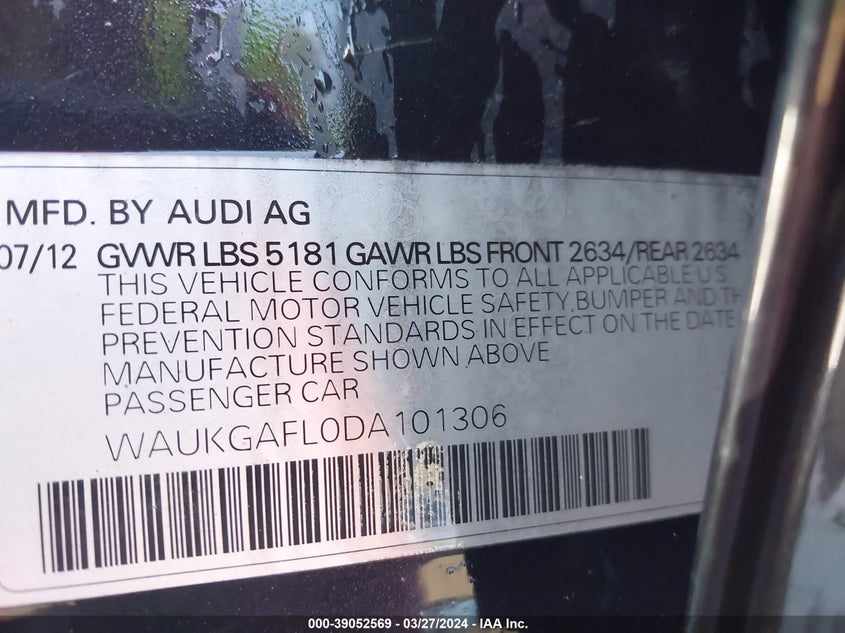 MFD. BY AUDI AG
07/12 GVWR LBS 5181 GAWR LBS FRONT 2634/REAR 2634
THIS VEHICLE CONFORMS TO ALL APPLICABLE U S
FEDERAL MOTOR VEHICLE SAFETY, BUMPER AND TH
PREVENTION STANDARDS IN EFFECT ON THE DATE
MANUFACTURE SHOWN ABOVE
PASSENGER CAR
WAUKGAFL0DA101306
000-39052569 - 03/27/2024 - IAA Inc.